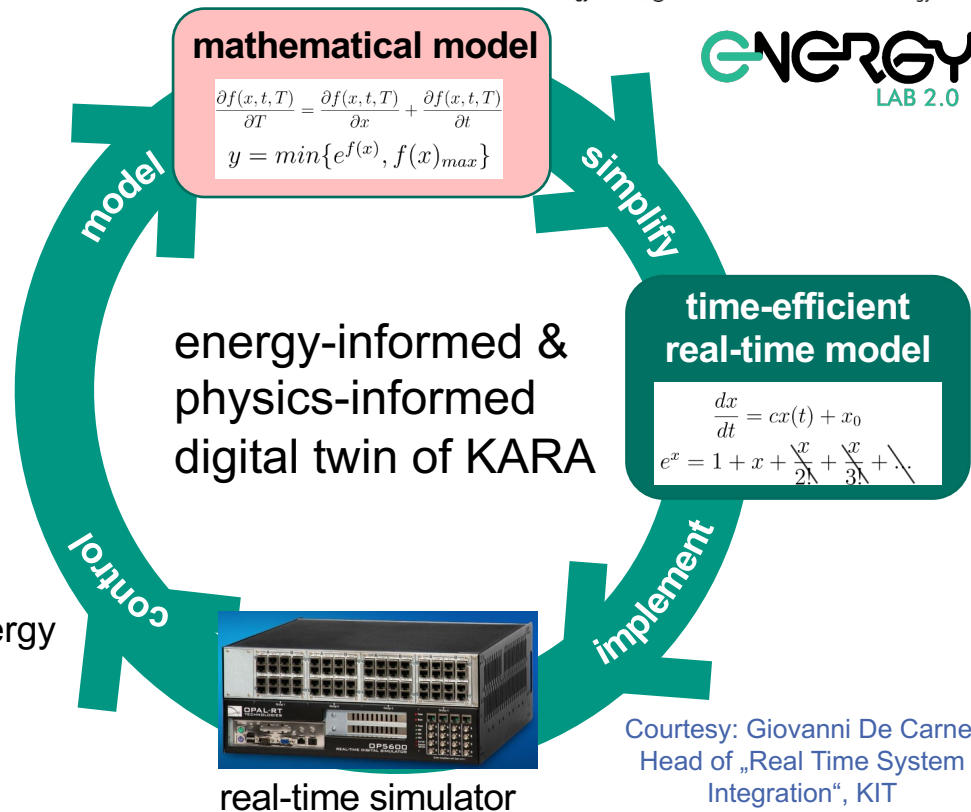 mathematical model
∂f(x, t, T)/∂T = ∂f(x, t, T)/∂x + ∂f(x, t, T)/∂t
y = min{e^{f(x)}, f(x)_{max}}
ENERGY
LAB 2.0
model
simplify
energy-informed &
physics-informed
digital twin of KARA
time-efficient
real-time model
dx/dt = cx(t) + x_0
e^x = 1 + x + x/2! + x/3! + ...
control
implement
OPAL-RT
TECHNOLOGIES
OP5600
REAL-TIME DIGITAL SIMULATOR
real-time simulator
Courtesy: Giovanni De Carne
Head of „Real Time System
Integration“, KIT